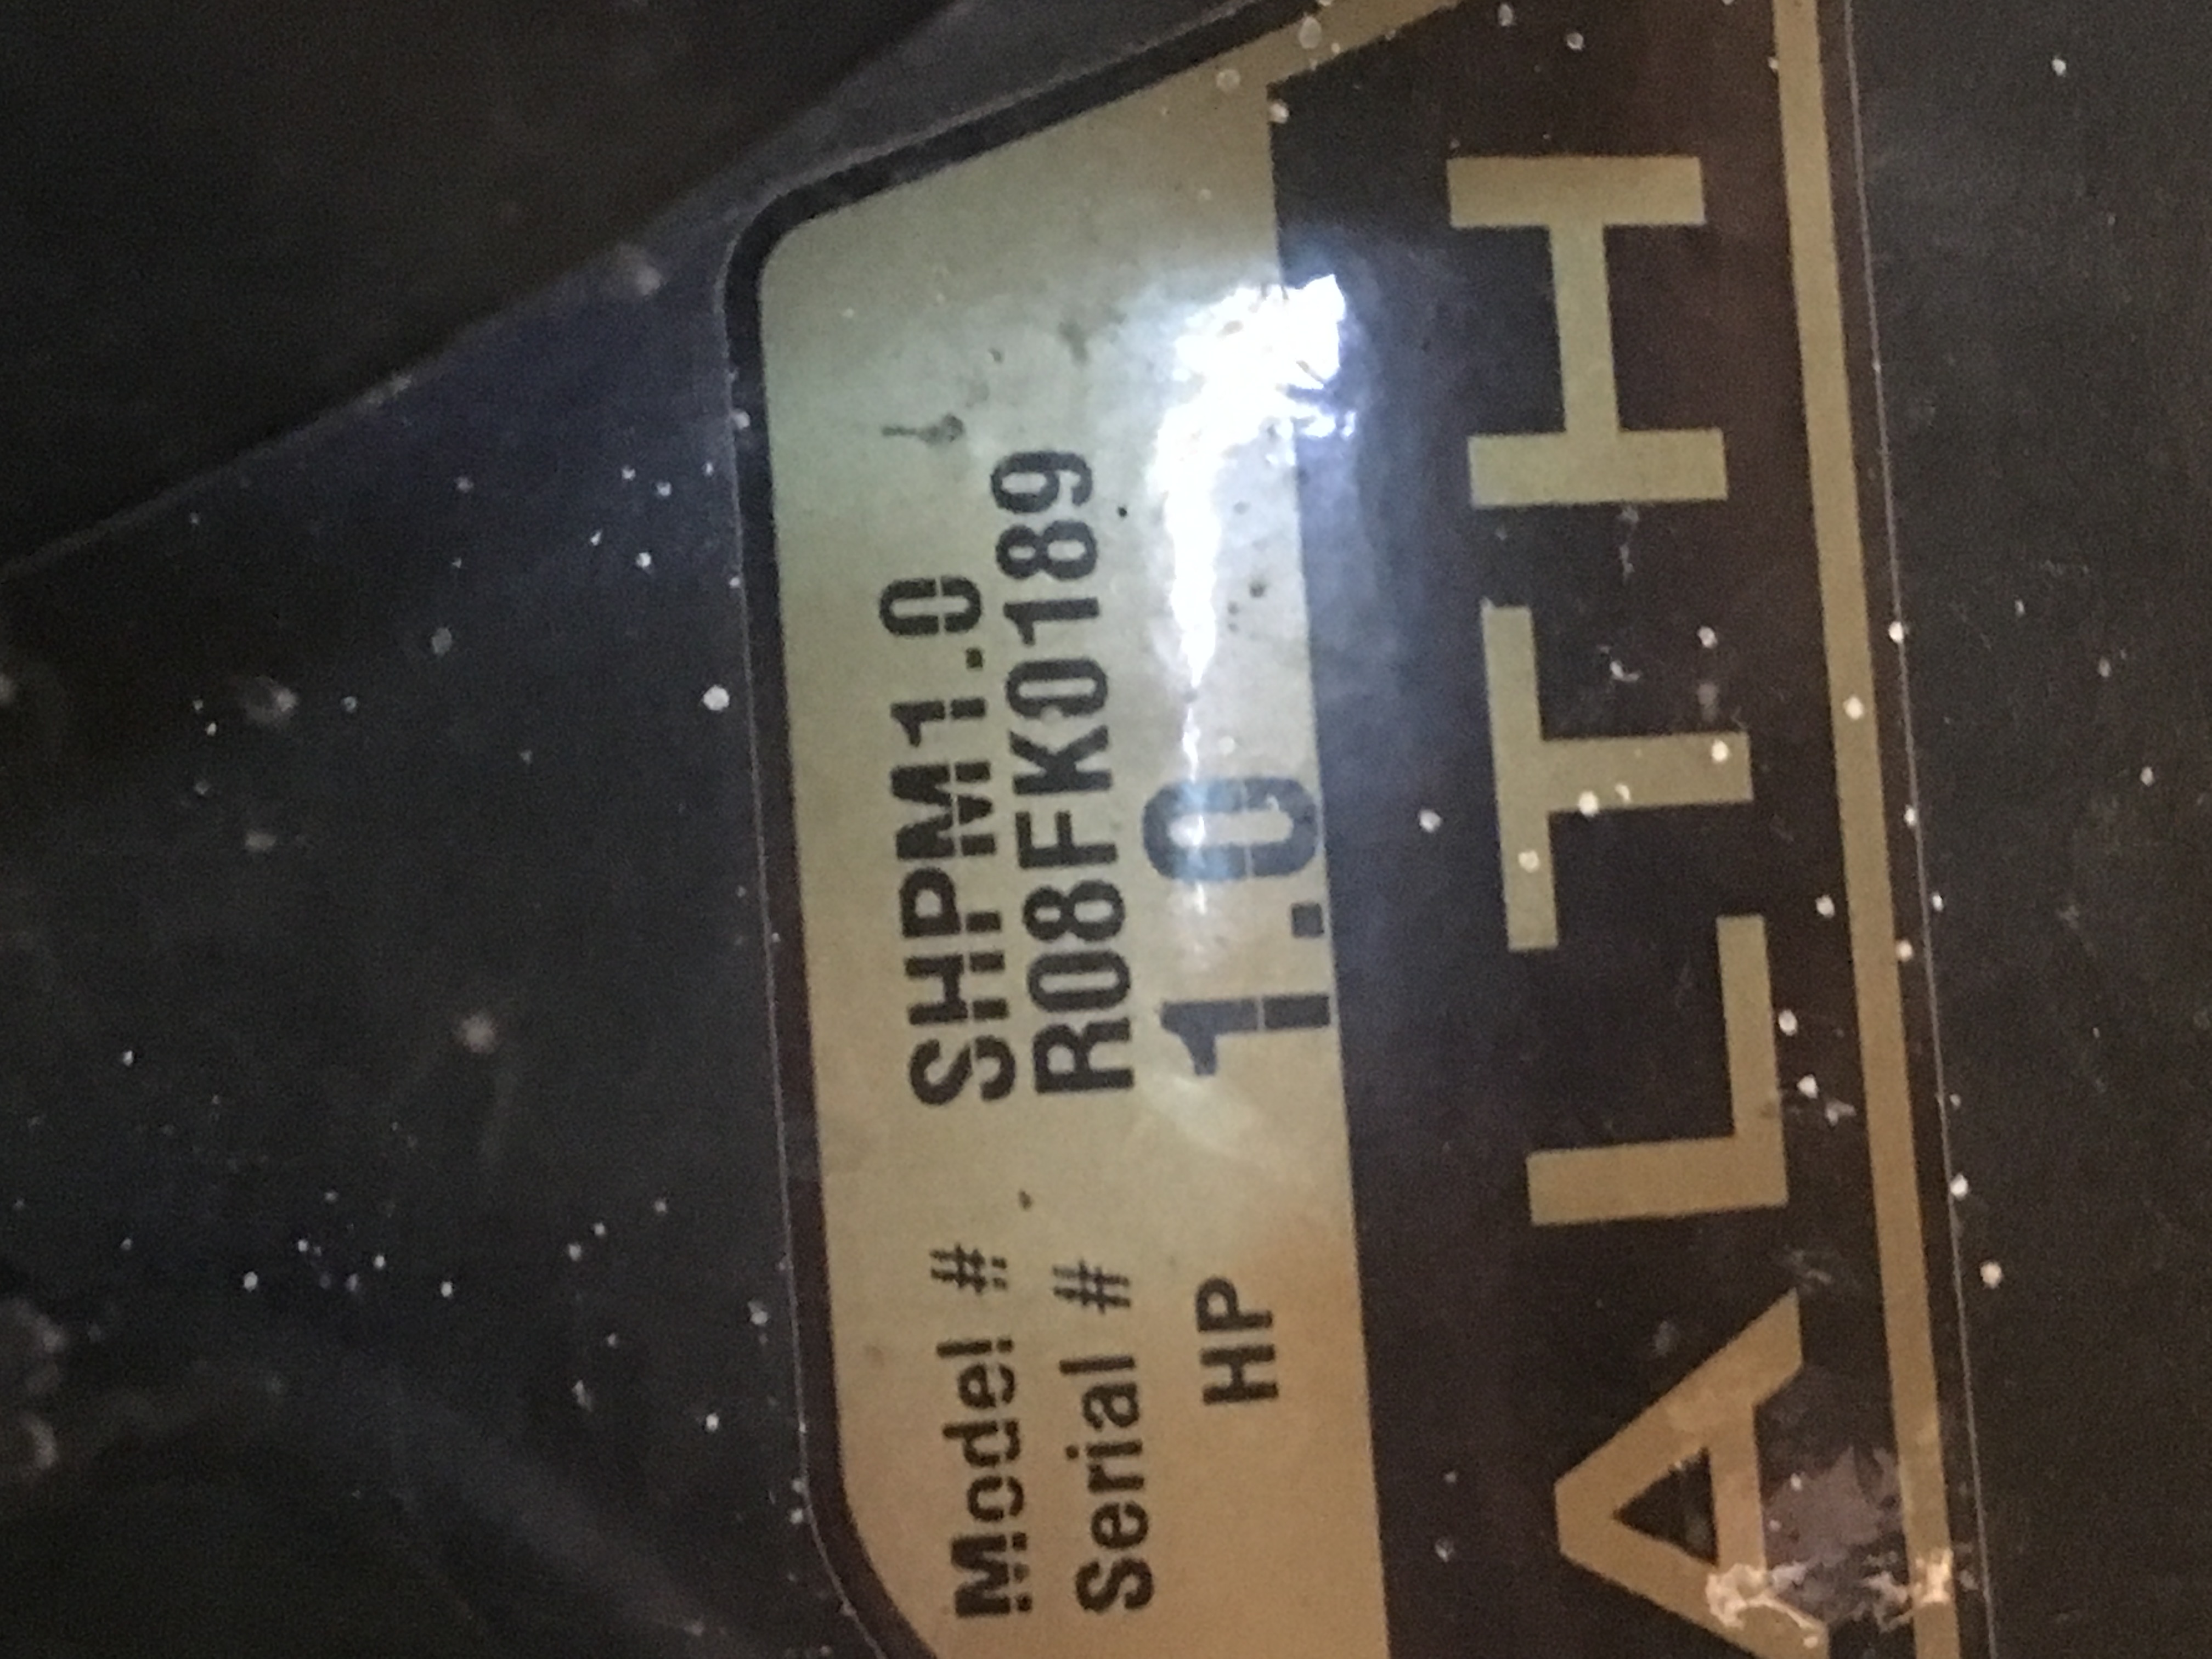 Model # SHPM1.0
Serial # R08FK0189
HP 1.0
ALTH